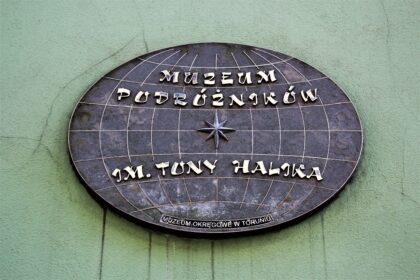 MUZEUM
PODRÓŻNIKÓW
IM. TONY HALIKA
MUZEUM OKRĘGOWE W TORUNIU